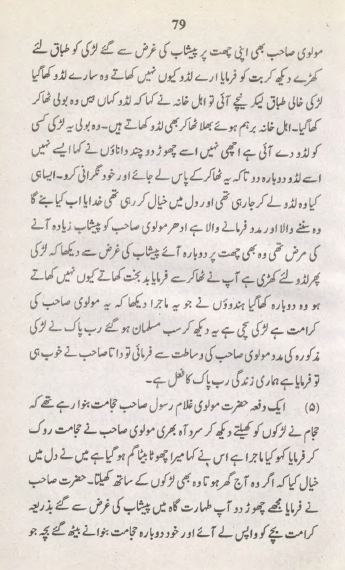 79
مولوی صاحب بھی اپنی چھت پر پیشاب کی غرض سے گئے لڑکی کو طباق لئے
کھڑے دیکھ کر بت کو فرمایا ارے لڈو کیوں نہیں کھاتے وہ سارے لڈو کھا گیا
لڑکی خالی طباق لیکر نیچے آئی تو اہل خانہ نے کہا کہ لڈو کہاں ہیں وہ بولی ٹھاکر
کھا گیا۔ اہل خانہ برہم ہوئے بھلا ٹھاکر بھی لڈو کھاتے ہیں۔ وہ بولی یہ لڑکی کسی
کو لڈو دے آئی ہے اچھی نہیں اسے چھوڑ دو چند داناؤں نے کہا ایسے نہیں
اسے لڈو دوبارہ دو تا کہ یہ ٹھاکر کے پاس لے جائے اور خود نگرانی کرو۔ ایسا ہی
کیا وہ لڈو لے کر جا رہی تھی اور دل میں خیال کر رہی تھی خدایا اب کیا بنے گا
وہ سننے والا اور مدد فرمانے والا ہے ادھر مولوی صاحب کو پیشاب زیادہ آنے
کی مرض تھی وہ بھی چھت پر دوبارہ آئے پیشاب کی غرض سے دیکھا کہ لڑکی
پھر لڈو لئے کھڑی ہے آپ نے ٹھاکر سے فرمایا بد بخت کھاتے کیوں نہیں کھاتے
ہو وہ دوبارہ کھا گیا ہندوؤں نے جو یہ ماجرا دیکھا کہ یہ مولوی صاحب کی
کرامت ہے لڑکی سچی ہے یہ دیکھ کر سب مسلمان ہو گئے رب پاک نے لڑکی
مذکورہ کی مدد مولوی صاحب کی وساطت سے فرمائی تو داتا صاحب نے خوب ہی
تو فرمایا ہے ہماری زندگی رب پاک کا فعل ہے۔
(۵) ایک دفعہ حضرت مولوی غلام رسول صاحب حجامت بنوا رہے تھے کہ
حجام نے لڑکوں کو کھیلتے دیکھ کر سرد آہ بھری مولوی صاحب نے حجامت روک
کر فرمایا کہو کیا ماجرا ہے اس نے کہا میرا چھوٹا بیٹا گم ہو گیا ہے میں نے دل میں
خیال کیا کہ اگر وہ آج گھر ہوتا وہ بھی لڑکوں کے ساتھ کھیلتا۔ حضرت صاحب
نے فرمایا مجھے چھوڑ دو آپ طہارت گاہ میں پیشاب کی غرض سے گئے بذریعہ
کرامت بچے کو واپس لے آئے اور خود دوبارہ حجامت بنوانے بیٹھ گئے بچہ جو